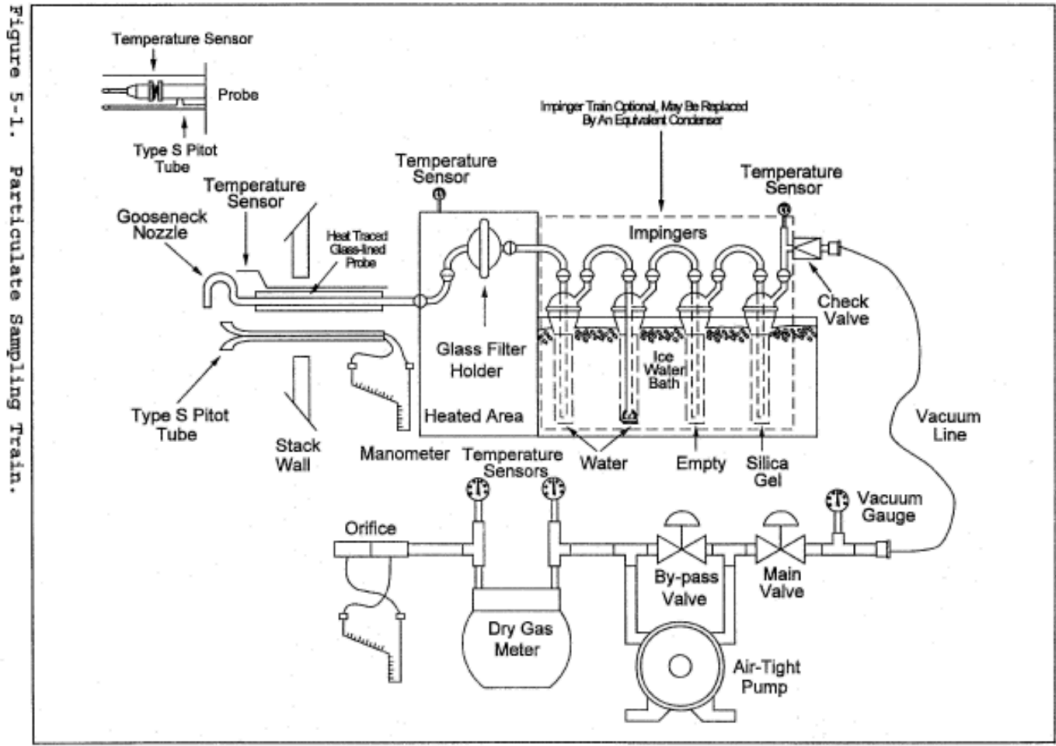 Figure 5-1. Particulate Sampling Train.
Temperature Sensor
Probe
Type S Pitot
Tube
Impinger Train Optional, May Be Replaced
By An Equivalent Condenser
Temperature
Sensor
Temperature
Sensor
Temperature
Sensor
Gooseneck
Nozzle
Heat Traced
Glass-lined
Probe
Impingers
Check
Valve
Glass Filter
Holder
Ice
Water
Bath
Heated Area
Type S Pitot
Tube
Stack
Wall
Manometer
Temperature
Sensors
Water
Empty
Silica
Gel
Vacuum
Line
Vacuum
Gauge
Orifice
By-pass
Valve
Main
Valve
Dry Gas
Meter
Air-Tight
Pump